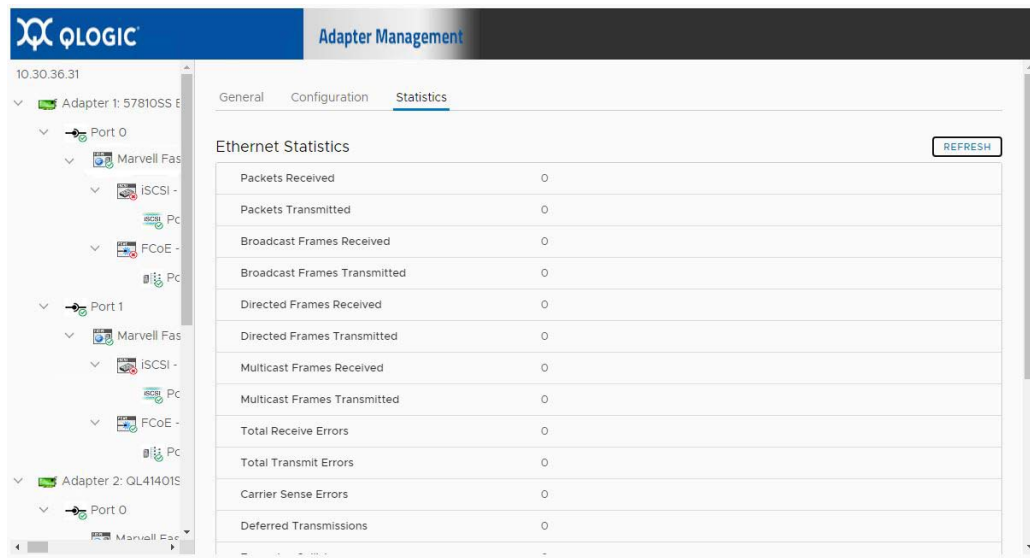 QLOGIC
Adapter Management
10.30.36.31
Adapter 1: 57810SS
Port 0
Marvell Fas
iSCSI -
iSCSI
FCoE -
Port 1
Marvell Fas
iSCSI -
iSCSI
FCoE -
Adapter 2: QL41401S
Port 0
Marvell Fas
General Configuration Statistics
Ethernet Statistics
REFRESH
Packets Received 0
Packets Transmitted 0
Broadcast Frames Received 0
Broadcast Frames Transmitted 0
Directed Frames Received 0
Directed Frames Transmitted 0
Multicast Frames Received 0
Multicast Frames Transmitted 0
Total Receive Errors 0
Total Transmit Errors 0
Carrier Sense Errors 0
Deferred Transmissions 0